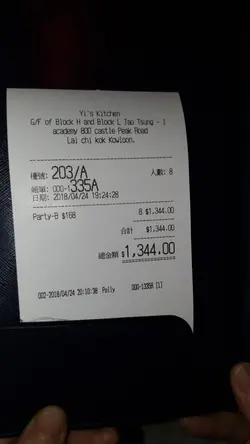 Yi's Kitchen
G/F of Block H and Block L Jao Tsung - I
academy 800 castle Peak Road
Lai chi kok Kowloon.
檯號: 203/A 人數: 8
帳單: 000-1335A
日期: 2018/04/24 19:24:28
Party-B $168 8 $1,344.00
合計 $1,344.00
總金額 $1,344.00
002-2018/04/24 20:10:38 Polly 000-1335A [1]